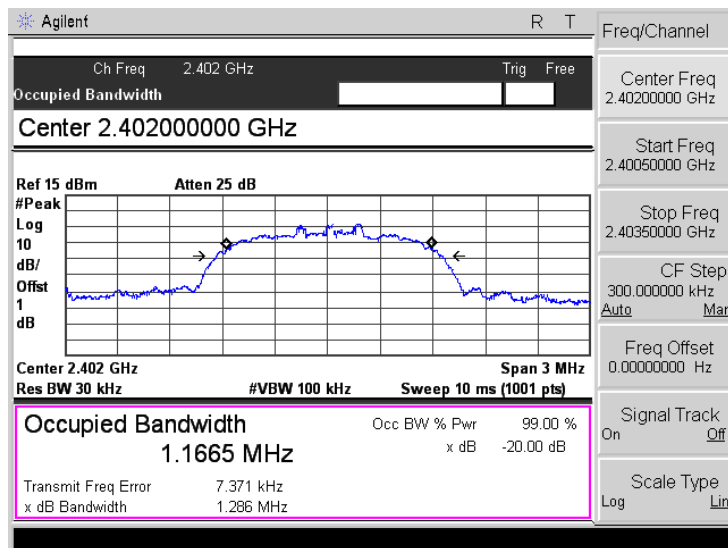 Agilent R T
Ch Freq 2.402 GHz Trig Free
Occupied Bandwidth
Center 2.402000000 GHz
Ref 15 dBm Atten 25 dB
#Peak
Log
10
dB/
Offst
1
dB
Center 2.402 GHz Span 3 MHz
Res BW 30 kHz #VBW 100 kHz Sweep 10 ms (1001 pts)
Occupied Bandwidth
1.1665 MHz
Occ BW % Pwr 99.00 %
x dB -20.00 dB
Transmit Freq Error 7.371 kHz
x dB Bandwidth 1.286 MHz
Freq/Channel
Center Freq
2.40200000 GHz
Start Freq
2.40050000 GHz
Stop Freq
2.40350000 GHz
CF Step
300.000000 kHz
Auto Man
Freq Offset
0.00000000 Hz
Signal Track
On Off
Scale Type
Log Lin